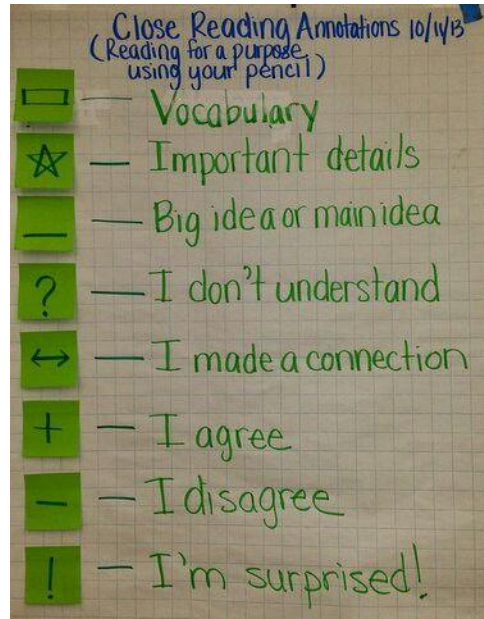 Close Reading Annotations 10/14/13
(Reading for a purpose,
using your pencil)
▭ — Vocabulary
☆ — Important details
_ — Big idea or main idea
? — I don't understand
↔ — I made a connection
+ — I agree
- — I disagree
! — I'm surprised!